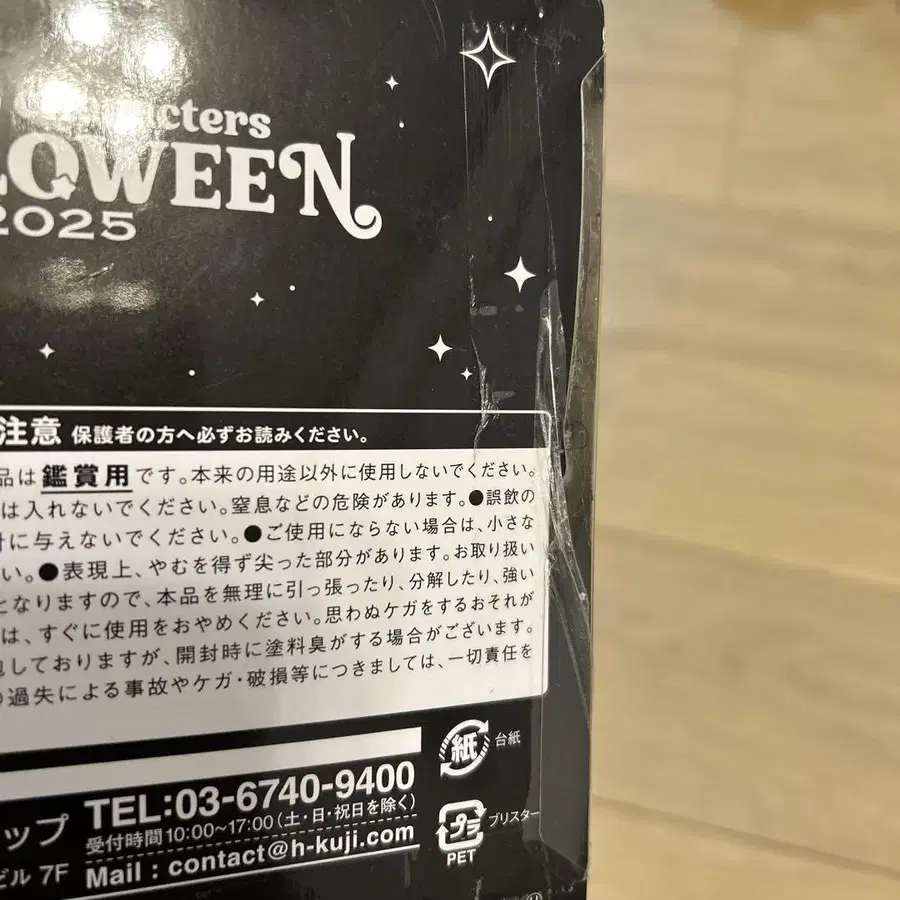 Characters
LOWEEN
2025
注意 保護者の方へ必ずお読みください。
品は鑑賞用です。本来の用途以外に使用しないでください。
は入れないでください。窒息などの危険があります。●誤飲の
に与えないでください。●ご使用にならない場合は、小さな
い。●表現上、やむを得ず尖った部分があります。お取り扱い
となりますので、本品を無理に引っ張ったり、分解したり、強い
は、すぐに使用をおやめください。思わぬケガをするおそれが
しておりますが、開封時に塗料臭がする場合がございます。
の過失による事故やケガ・破損等につきましては、一切責任を
紙 台紙
ップ TEL:03-6740-9400
受付時間10:00~17:00(土・日・祝日を除く)
ビル 7F Mail : contact@h-kuji.com
プラ ブリスター
PET